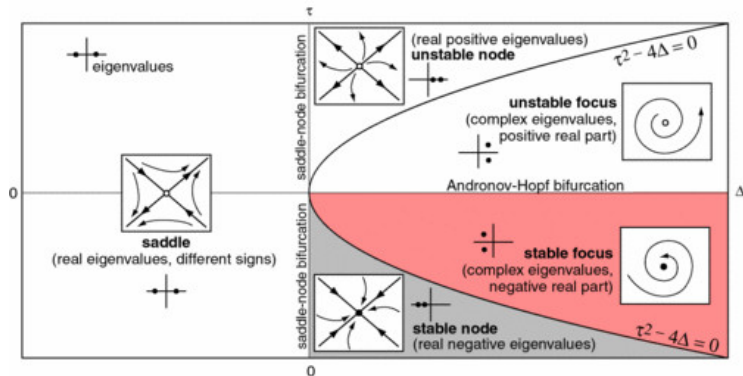 τ
eigenvalues
saddle-node bifurcation
(real positive eigenvalues)
unstable node
τ²−4Δ=0
unstable focus
(complex eigenvalues,
positive real part)
0
Andronov-Hopf bifurcation
Δ
saddle
(real eigenvalues, different signs)
saddle-node bifurcation
stable focus
(complex eigenvalues,
negative real part)
stable node
(real negative eigenvalues)
τ²−4Δ=0
0